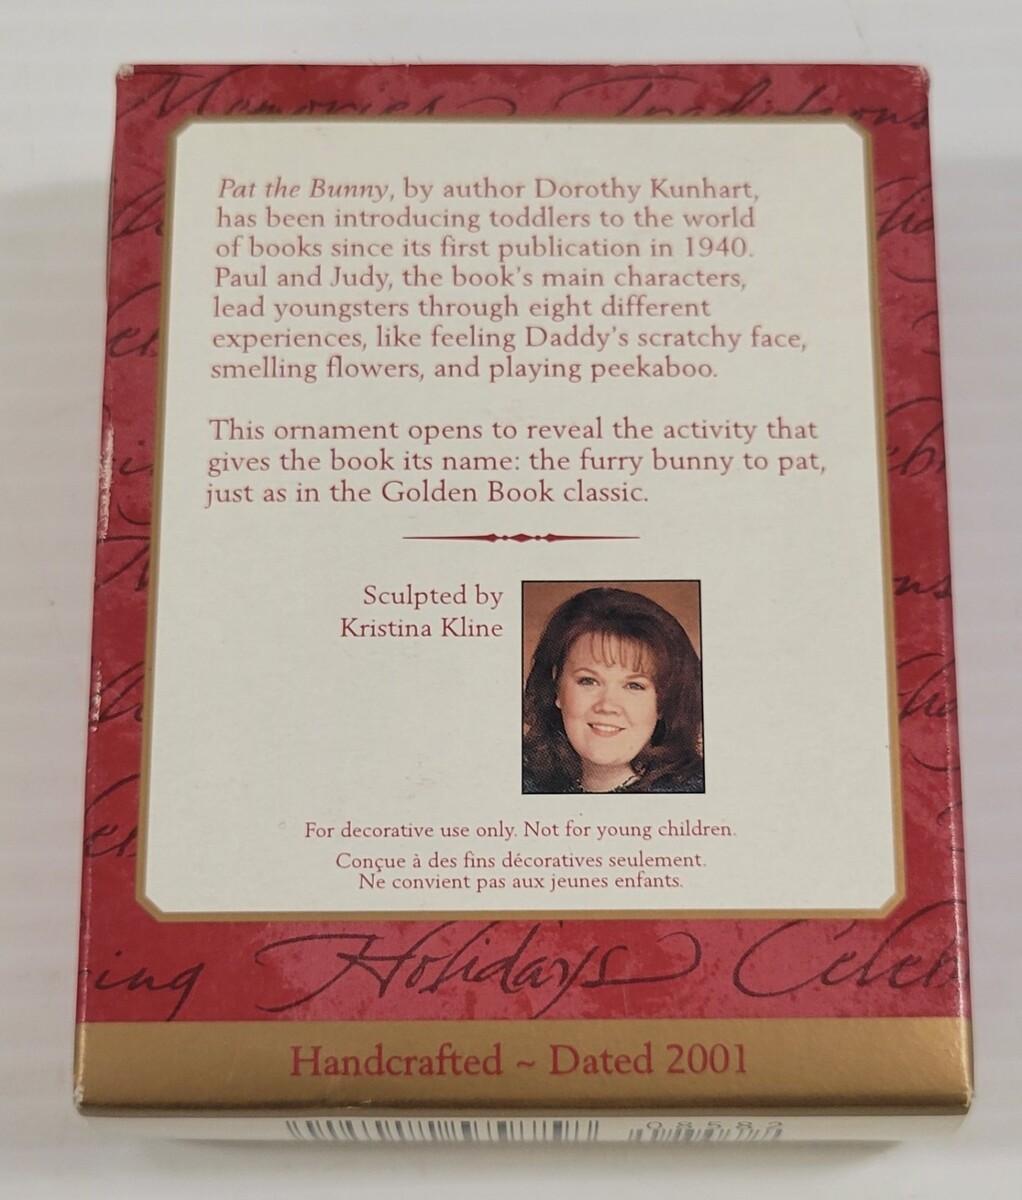 Memories Traditions
Pat the Bunny, by author Dorothy Kunhart,
has been introducing toddlers to the world
of books since its first publication in 1940.
Paul and Judy, the book's main characters,
lead youngsters through eight different
experiences, like feeling Daddy's scratchy face,
smelling flowers, and playing peekaboo.
This ornament opens to reveal the activity that
gives the book its name: the furry bunny to pat,
just as in the Golden Book classic.
Sculpted by
Kristina Kline
For decorative use only. Not for young children.
Conçue à des fins décoratives seulement.
Ne convient pas aux jeunes enfants.
ing Holidays Celeb
Handcrafted ~ Dated 2001
08582